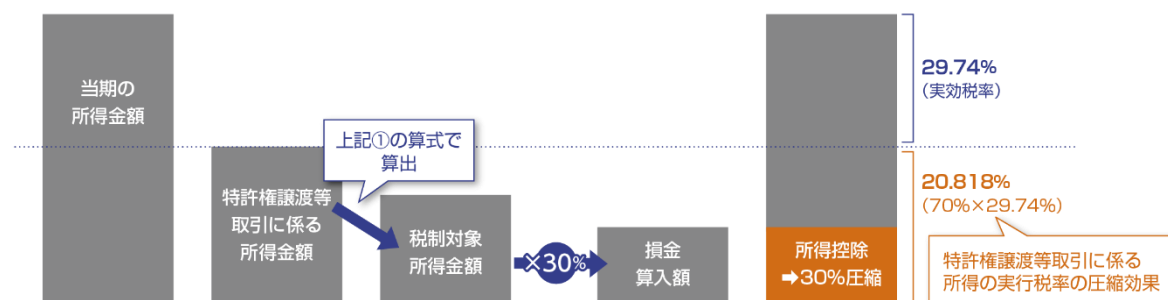 当期の
所得金額
特許権譲渡等
取引に係る
所得金額
上記①の算式で
算出
税制対象
所得金額
×30%
損金
算入額
所得控除
➡30%圧縮
29.74%
(実効税率)
20.818%
(70%×29.74%)
特許権譲渡等取引に係る
所得の実行税率の圧縮効果